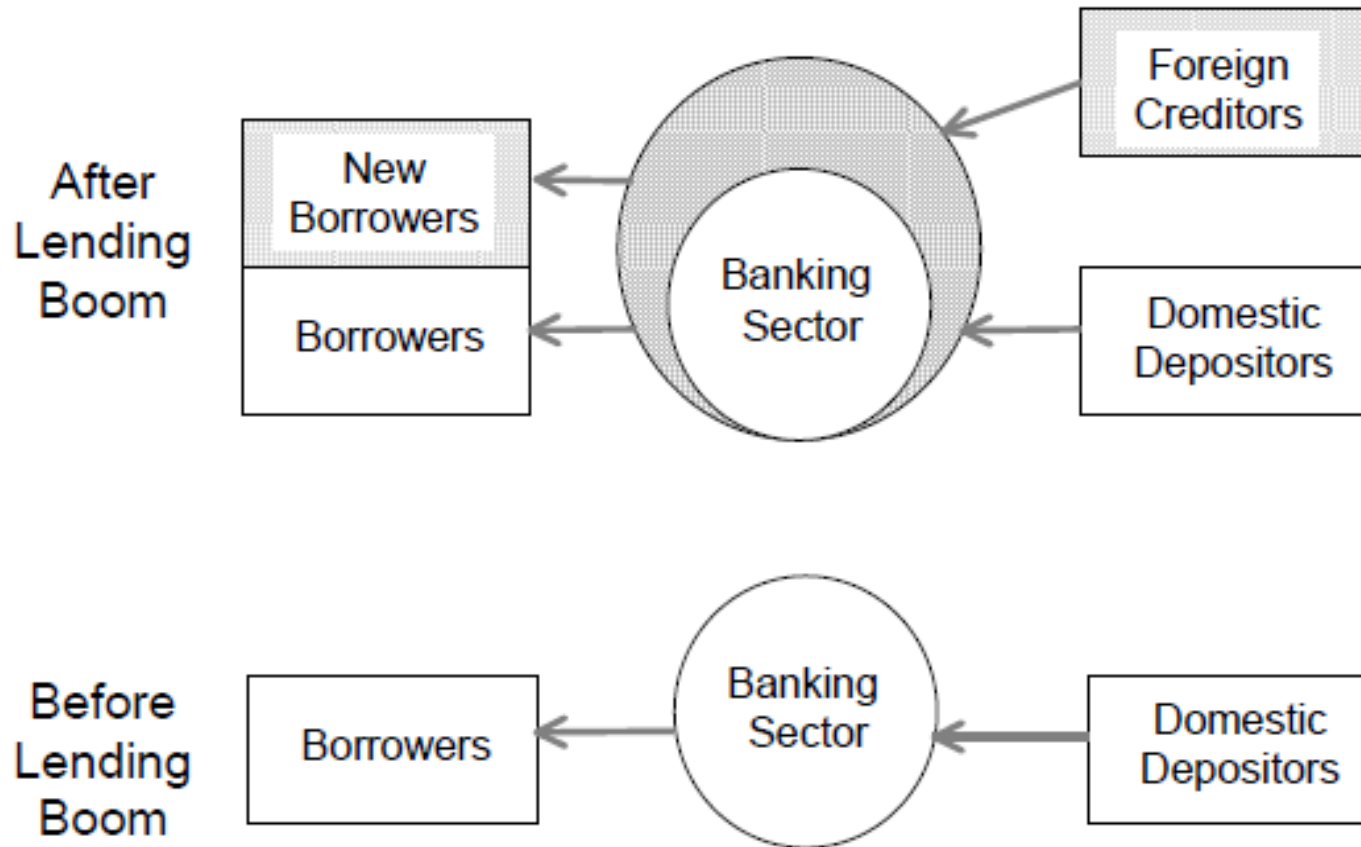 After
Lending
Boom
New
Borrowers
Borrowers
Banking
Sector
Foreign
Creditors
Domestic
Depositors
Before
Lending
Boom
Borrowers
Banking
Sector
Domestic
Depositors